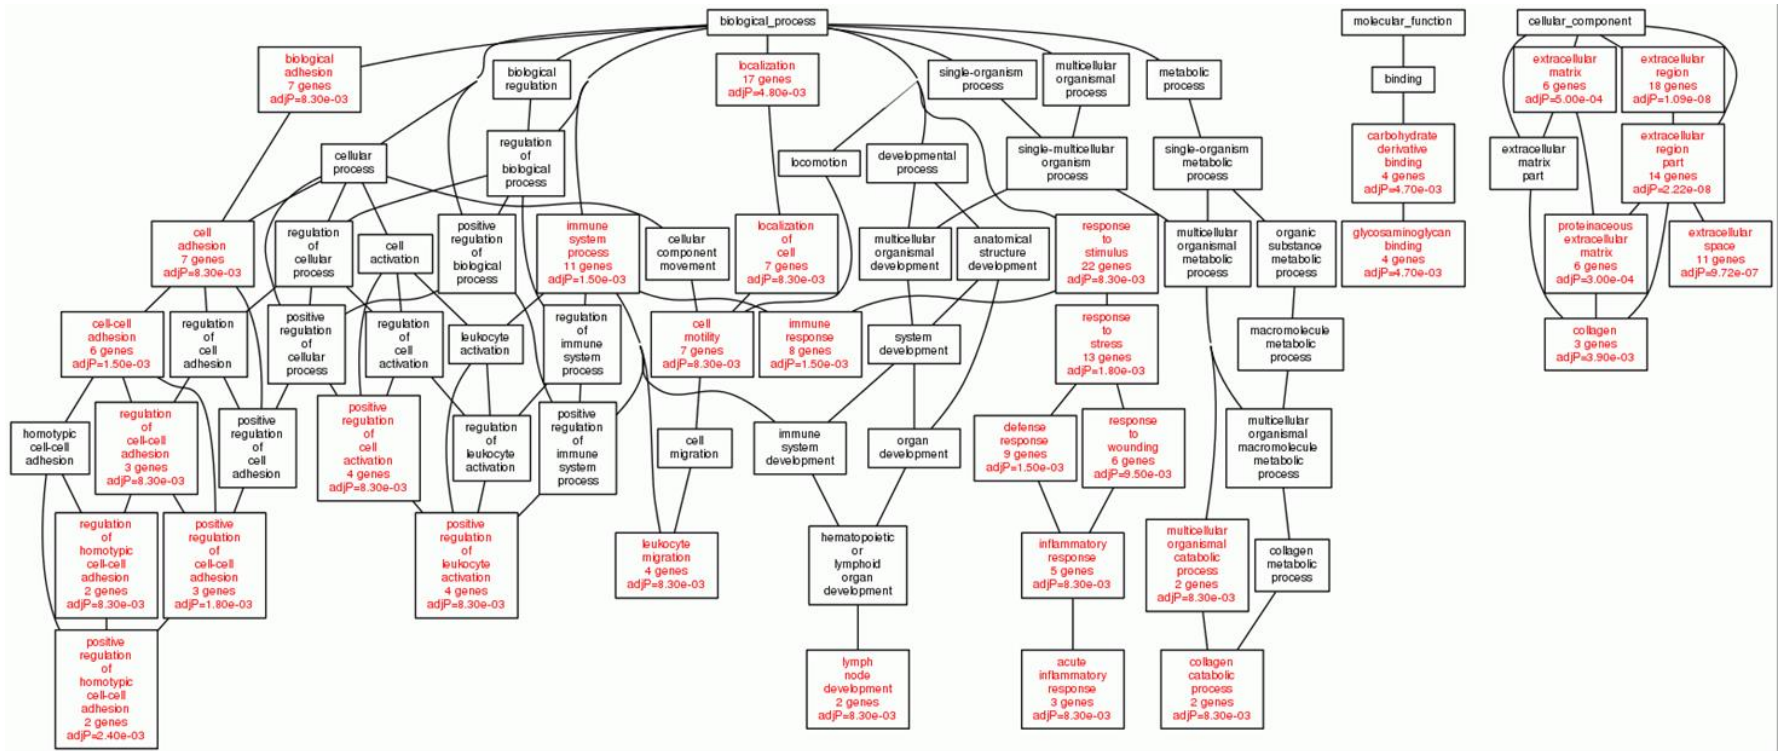 biological_process
molecular_function
cellular_component
biological
adhesion
7 genes
adjP=8.30e-03
biological
regulation
localization
17 genes
adjP=4.80e-03
single-organism
process
multicellular
organismal
process
metabolic
process
binding
extracellular
matrix
6 genes
adjP=5.00e-04
extracellular
region
18 genes
adjP=1.09e-08
cellular
process
regulation
of
biological
process
locomotion
developmental
process
single-multicellular
organism
process
single-organism
metabolic
process
carbohydrate
derivative
binding
4 genes
adjP=4.70e-03
extracellular
matrix
part
extracellular
region
part
14 genes
adjP=2.22e-08
cell
adhesion
7 genes
adjP=8.30e-03
regulation
of
cellular
process
cell
activation
positive
regulation
of
biological
process
immune
system
process
11 genes
adjP=1.50e-03
cellular
component
movement
localization
of
cell
7 genes
adjP=8.30e-03
multicellular
organismal
development
anatomical
structure
development
response
to
stimulus
22 genes
adjP=8.30e-03
multicellular
organismal
metabolic
process
organic
substance
metabolic
process
glycosaminoglycan
binding
4 genes
adjP=4.70e-03
proteinaceous
extracellular
matrix
6 genes
adjP=3.00e-04
extracellular
space
11 genes
adjP=9.72e-07
cell-cell
adhesion
6 genes
adjP=1.50e-03
regulation
of
cell
adhesion
positive
regulation
of
cellular
process
regulation
of
cell
activation
leukocyte
activation
regulation
of
immune
system
process
cell
motility
7 genes
adjP=8.30e-03
immune
response
8 genes
adjP=1.50e-03
system
development
response
to
stress
13 genes
adjP=1.80e-03
macromolecule
metabolic
process
collagen
3 genes
adjP=3.90e-03
homotypic
cell-cell
adhesion
regulation
of
cell-cell
adhesion
3 genes
adjP=8.30e-03
positive
regulation
of
cell
adhesion
positive
regulation
of
cell
activation
4 genes
adjP=8.30e-03
regulation
of
leukocyte
activation
positive
regulation
of
immune
system
process
cell
migration
immune
system
development
organ
development
defense
response
9 genes
adjP=1.50e-03
response
to
wounding
6 genes
adjP=9.50e-03
multicellular
organismal
macromolecule
metabolic
process
regulation
of
homotypic
cell-cell
adhesion
2 genes
adjP=8.30e-03
positive
regulation
of
cell-cell
adhesion
3 genes
adjP=1.80e-03
positive
regulation
of
leukocyte
activation
4 genes
adjP=8.30e-03
leukocyte
migration
4 genes
adjP=8.30e-03
hematopoietic
or
lymphoid
organ
development
inflammatory
response
5 genes
adjP=8.30e-03
multicellular
organismal
catabolic
process
2 genes
adjP=8.30e-03
collagen
metabolic
process
positive
regulation
of
homotypic
cell-cell
adhesion
2 genes
adjP=2.40e-03
lymph
node
development
2 genes
adjP=8.30e-03
acute
inflammatory
response
3 genes
adjP=8.30e-03
collagen
catabolic
process
2 genes
adjP=8.30e-03